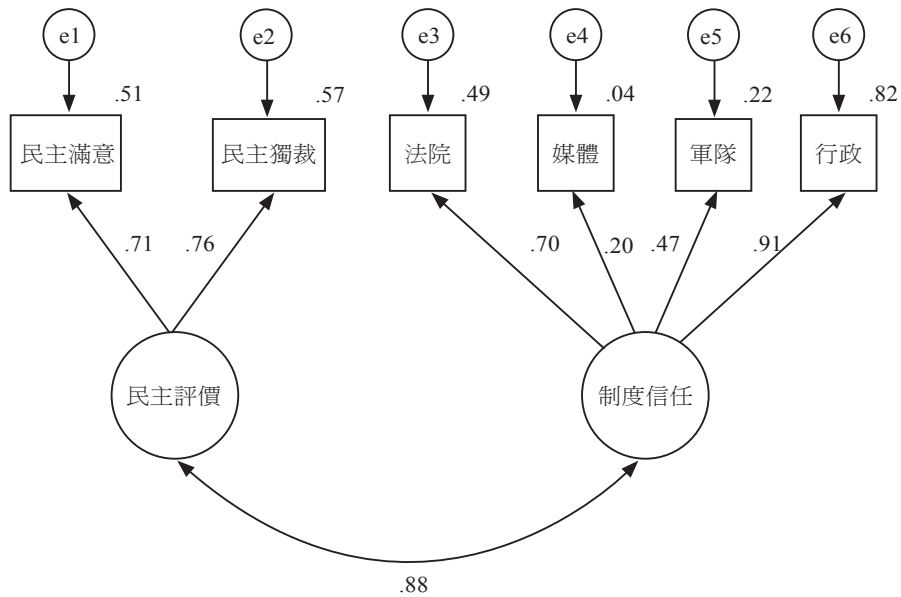 e1 e2 e3 e4 e5 e6
.51 .57 .49 .04 .22 .82
民主滿意 民主獨裁 法院 媒體 軍隊 行政
.71 .76 .70 .20 .47 .91
民主評價 制度信任
.88